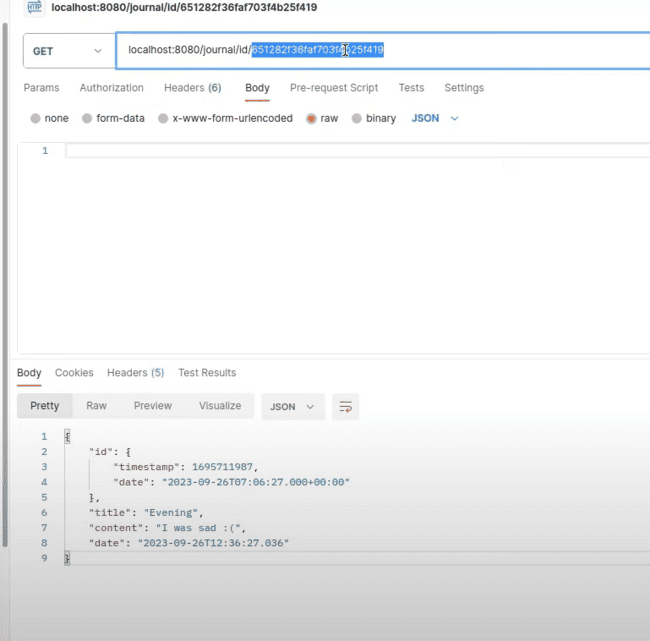 HTTP localhost:8080/journal/id/651282f36faf703f4b25f419
GET localhost:8080/journal/id/651282f36faf703f4b25f419
Params Authorization Headers (6) Body Pre-request Script Tests Settings
none form-data x-www-form-urlencoded raw binary JSON
1
Body Cookies Headers (5) Test Results
Pretty Raw Preview Visualize JSON
1 {
2 "id": {
3 "timestamp": 1695711987,
4 "date": "2023-09-26T07:06:27.000+00:00"
5 },
6 "title": "Evening",
7 "content": "I was sad :(",
8 "date": "2023-09-26T12:36:27.036"
9 }